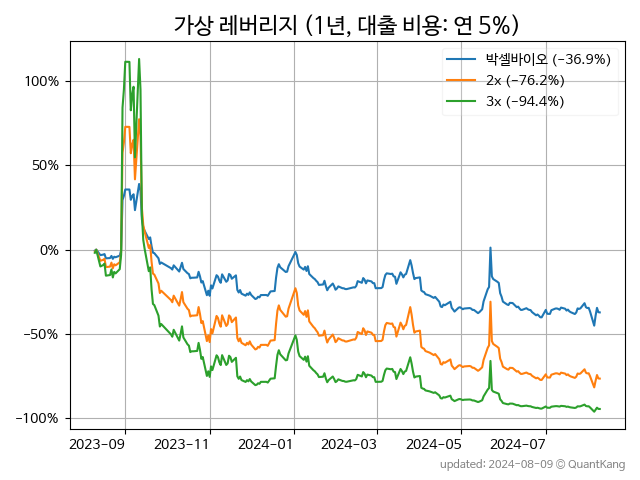 가상 레버리지 (1년, 대출 비용: 연 5%)
박셀바이오 (−36.9%)
2x (−76.2%)
3x (−94.4%)
100%
50%
0%
−50%
−100%
2023-09
2023-11
2024-01
2024-03
2024-05
2024-07
updated: 2024-08-09 © QuantKang